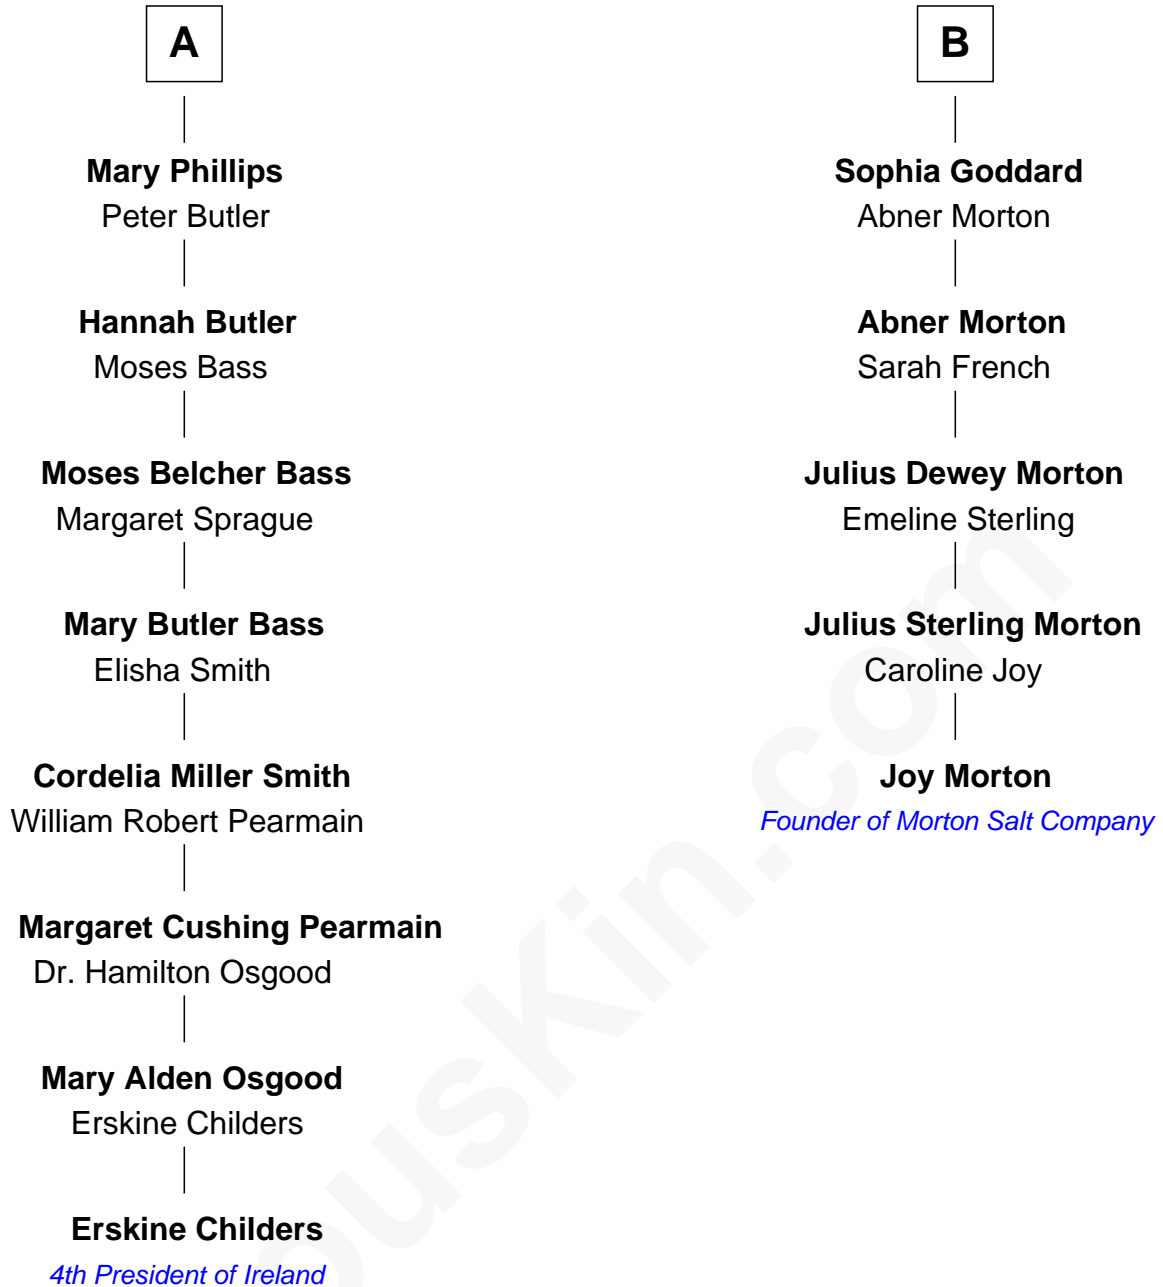 A
Mary Phillips
Peter Butler
Hannah Butler
Moses Bass
Moses Belcher Bass
Margaret Sprague
Mary Butler Bass
Elisha Smith
Cordelia Miller Smith
William Robert Pearmain
Margaret Cushing Pearmain
Dr. Hamilton Osgood
Mary Alden Osgood
Erskine Childers
Erskine Childers
4th President of Ireland
B
Sophia Goddard
Abner Morton
Abner Morton
Sarah French
Julius Dewey Morton
Emeline Sterling
Julius Sterling Morton
Caroline Joy
Joy Morton
Founder of Morton Salt Company
ousKin.com